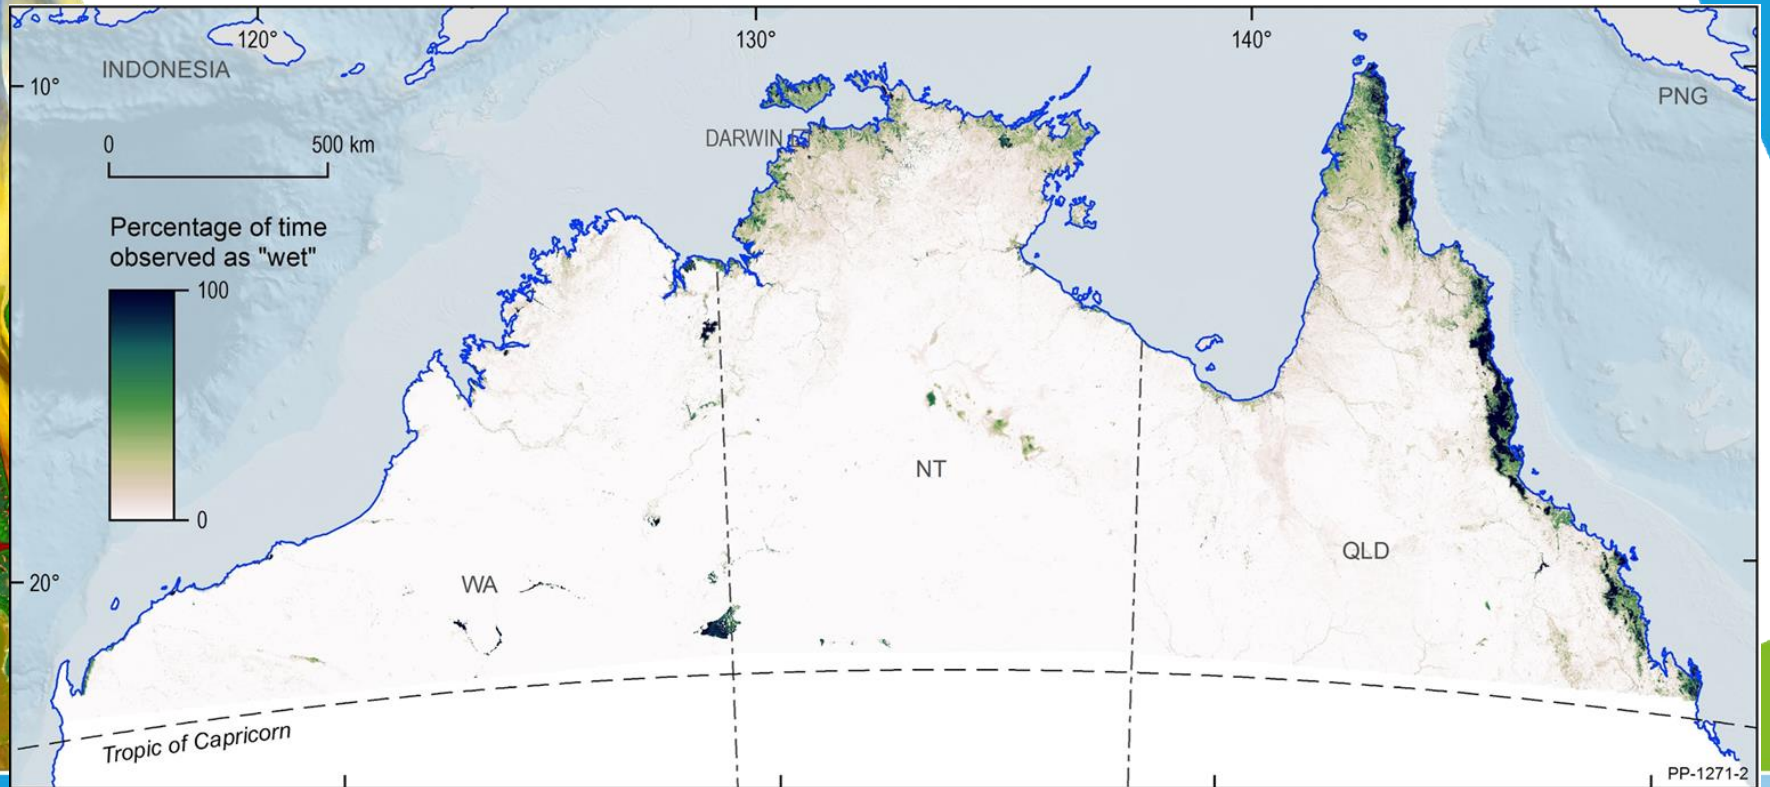 120°
130°
140°
INDONESIA
10°
PNG
0
500 km
DARWIN
Percentage of time
observed as "wet"
100
0
NT
QLD
WA
20°
Tropic of Capricorn
PP-1271-2